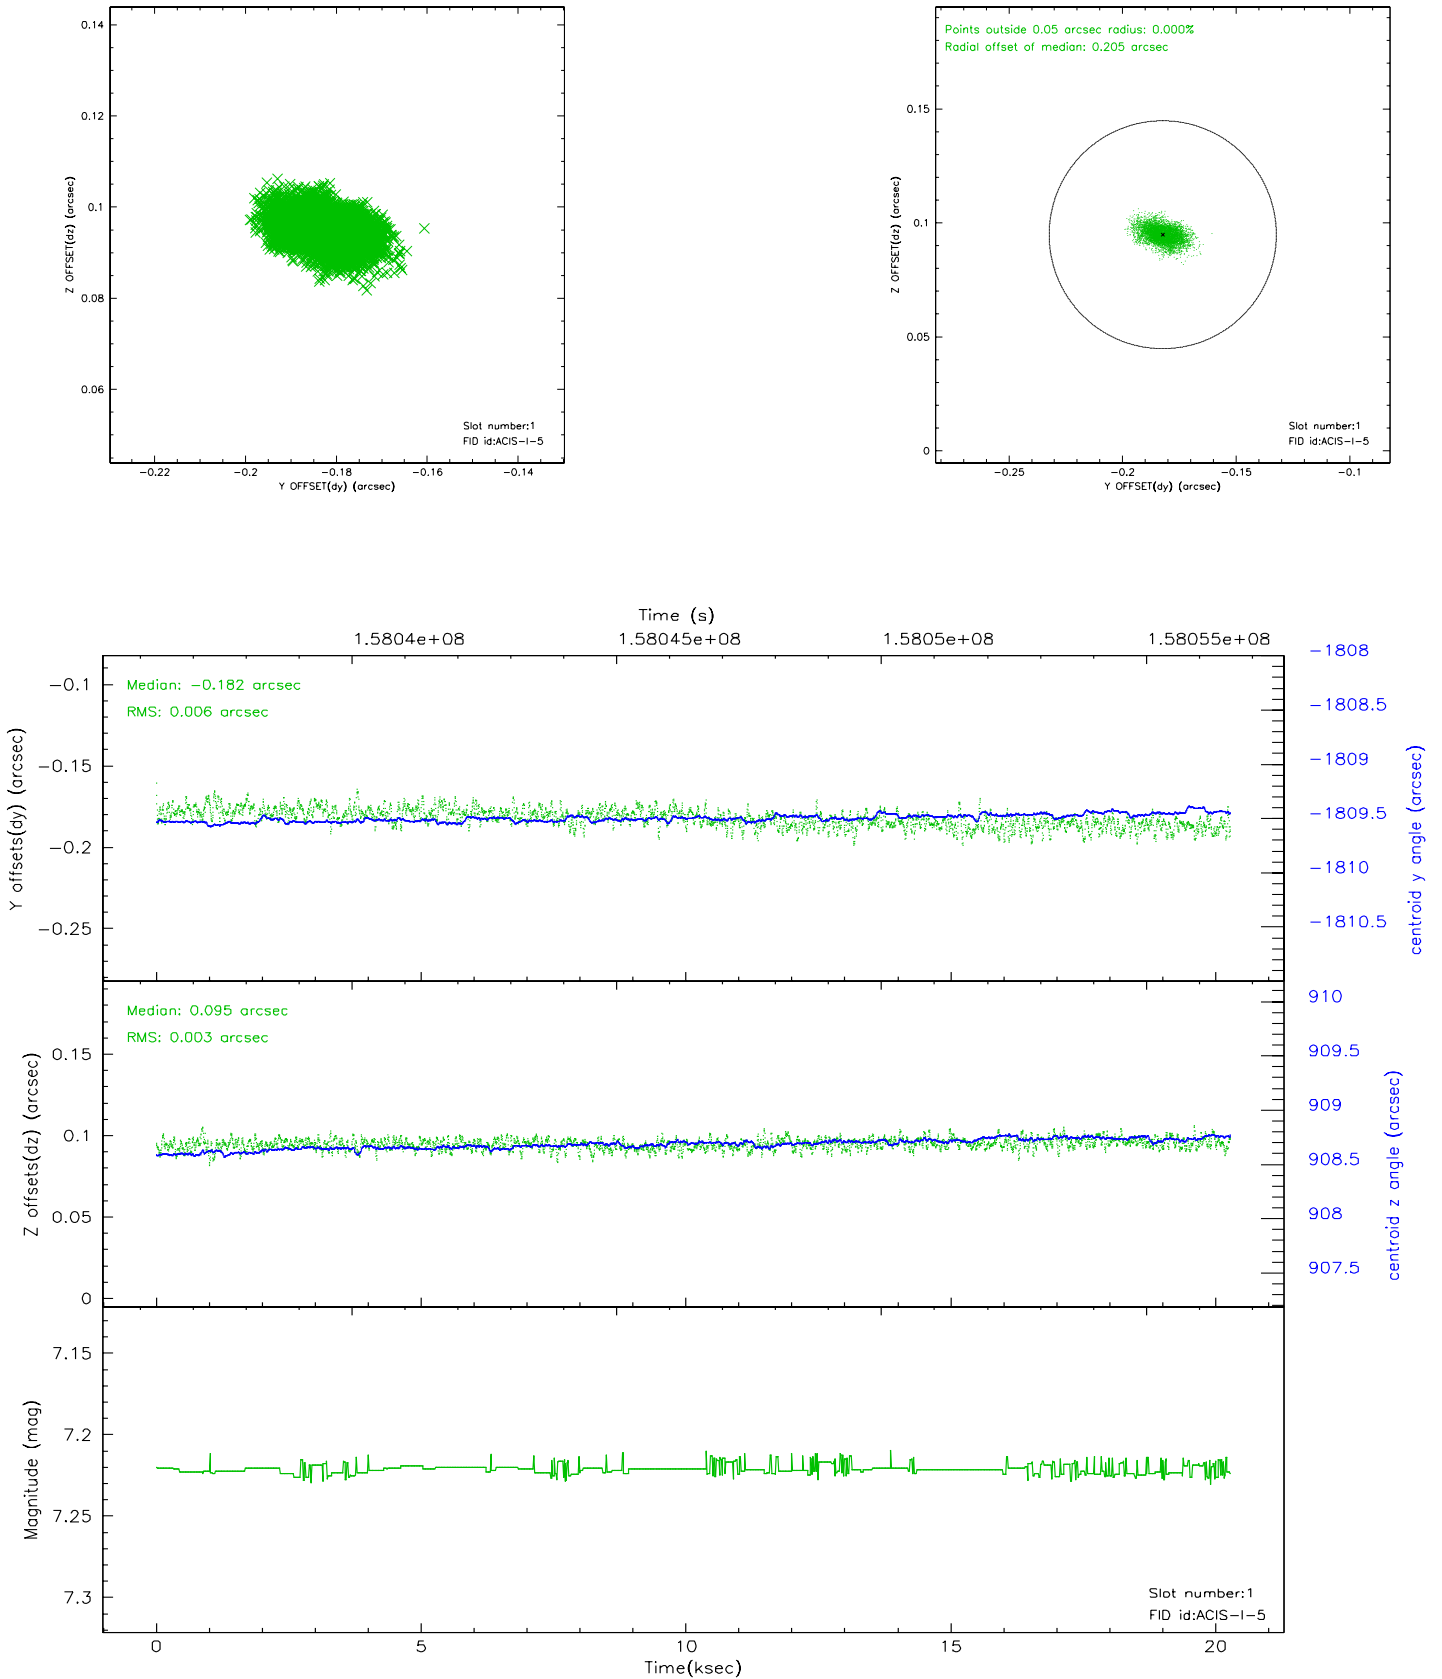 0.14
0.12
0.1
0.08
0.06
Z OFFSET(dz) (arcsec)
Slot number:1
FID id:ACIS-I-5
-0.22
-0.2
-0.18
-0.16
-0.14
Y OFFSET(dy) (arcsec)
Points outside 0.05 arcsec radius: 0.000%
Radial offset of median: 0.205 arcsec
0.15
0.1
0.05
0
Z OFFSET(dz) (arcsec)
Slot number:1
FID id:ACIS-I-5
-0.25
-0.2
-0.15
-0.1
Y OFFSET(dy) (arcsec)
Time (s)
1.5804e+08
1.58045e+08
1.5805e+08
1.58055e+08
Median: -0.182 arcsec
RMS: 0.006 arcsec
-0.1
-0.15
-0.2
-0.25
Y offsets(dy) (arcsec)
-1808
-1808.5
-1809
-1809.5
-1810
-1810.5
centroid y angle (arcsec)
Median: 0.095 arcsec
RMS: 0.003 arcsec
0.15
0.1
0.05
0
Z offsets(dz) (arcsec)
910
909.5
909
908.5
908
907.5
centroid z angle (arcsec)
7.15
7.2
7.25
7.3
Magnitude (mag)
Slot number:1
FID id:ACIS-I-5
0
5
10
15
20
Time(ksec)